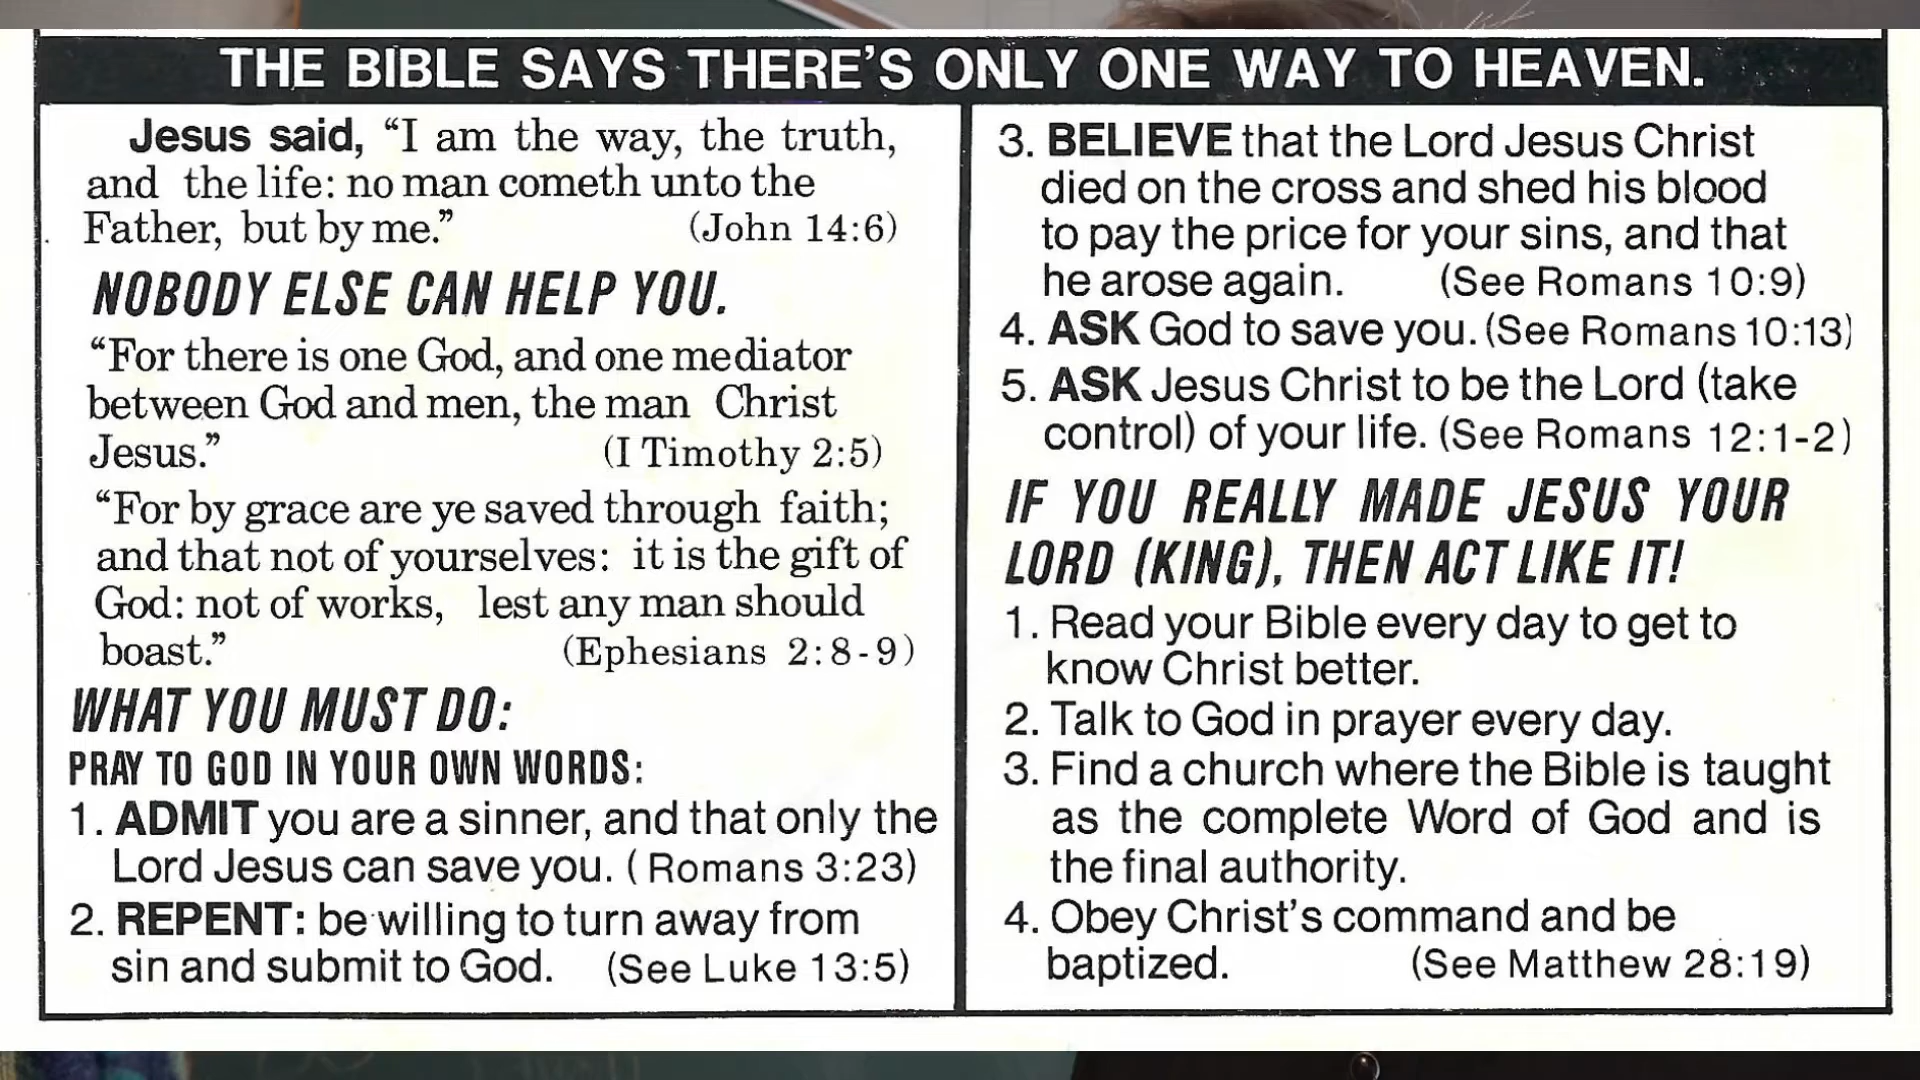 THE BIBLE SAYS THERE'S ONLY ONE WAY TO HEAVEN.
Jesus said, “I am the way, the truth,
and the life: no man cometh unto the
Father, but by me.” (John 14:6)
NOBODY ELSE CAN HELP YOU.
“For there is one God, and one mediator
between God and men, the man Christ
Jesus.” (I Timothy 2:5)
“For by grace are ye saved through faith;
and that not of yourselves: it is the gift of
God: not of works, lest any man should
boast.” (Ephesians 2:8-9)
WHAT YOU MUST DO:
PRAY TO GOD IN YOUR OWN WORDS:
1. ADMIT you are a sinner, and that only the
Lord Jesus can save you. (Romans 3:23)
2. REPENT: be willing to turn away from
sin and submit to God. (See Luke 13:5)
3. BELIEVE that the Lord Jesus Christ
died on the cross and shed his blood
to pay the price for your sins, and that
he arose again. (See Romans 10:9)
4. ASK God to save you. (See Romans 10:13)
5. ASK Jesus Christ to be the Lord (take
control) of your life. (See Romans 12:1-2)
IF YOU REALLY MADE JESUS YOUR
LORD (KING), THEN ACT LIKE IT!
1. Read your Bible every day to get to
know Christ better.
2. Talk to God in prayer every day.
3. Find a church where the Bible is taught
as the complete Word of God and is
the final authority.
4. Obey Christ's command and be
baptized. (See Matthew 28:19)